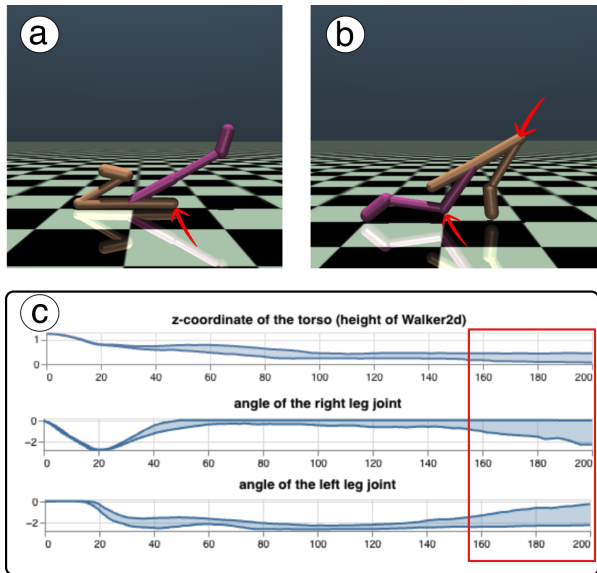 a
b
c
z-coordinate of the torso (height of Walker2d)
1
0
0 20 40 60 80 100 120 140 160 180 200
angle of the right leg joint
0
−2
0 20 40 60 80 100 120 140 160 180 200
angle of the left leg joint
0
−2
0 20 40 60 80 100 120 140 160 180 200